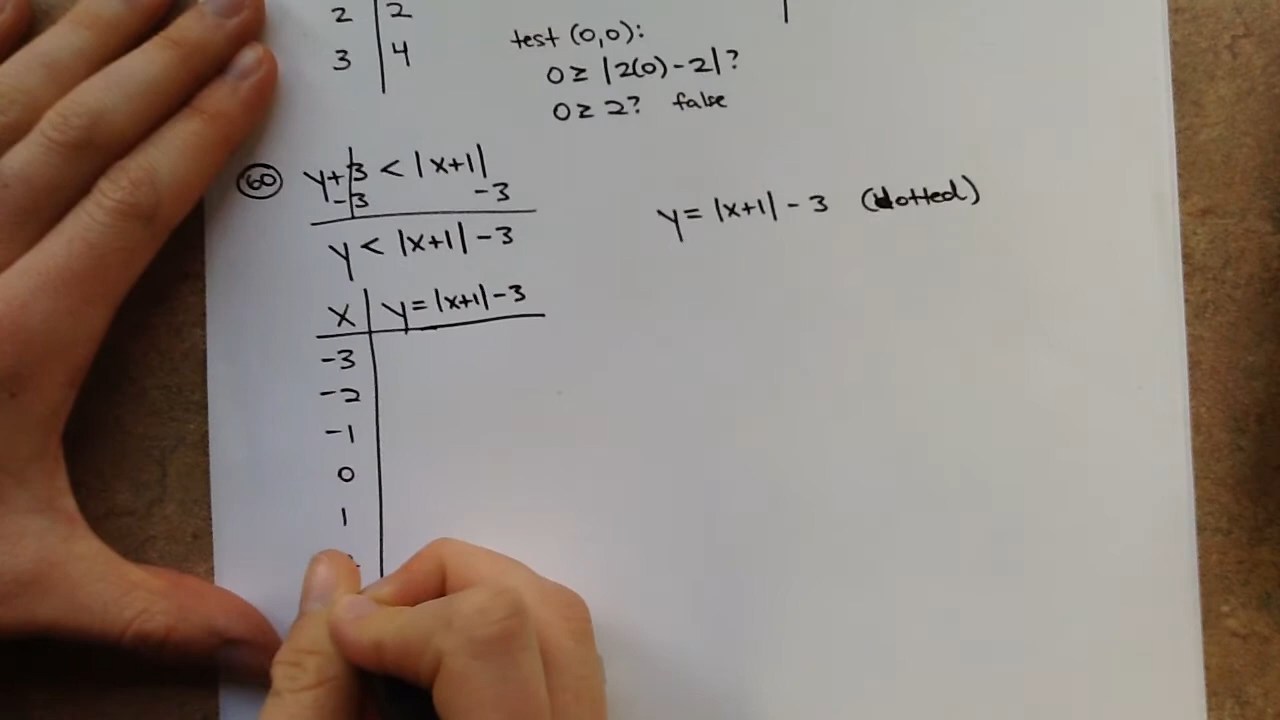 2 | 2
3 | 4
test (0,0):
0 ≥ |2(0)-2|?
0 ≥ 2? false
60 y+3 < |x+1|
-3 -3
y < |x+1| -3
y = |x+1| - 3 (dotted)
x | y = |x+1| - 3
-3
-2
-1
0
1